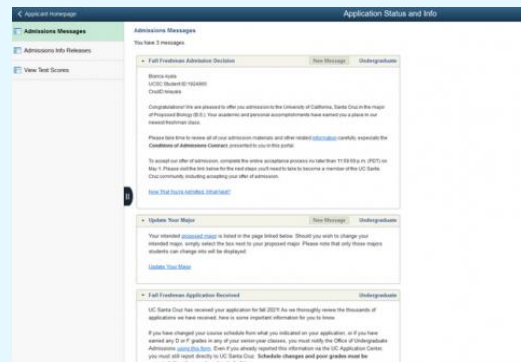 Applicant Homepage
Application Status and Info
Admissions Messages
Admissions Info Releases
View Test Scores
Admissions Messages
You have 3 messages.
Fall Freshman Admission Decision New Message Undergraduate
UCSC Student ID
CruzID
Congratulations! We are pleased to offer you admission to the University of California, Santa Cruz in the major
of Proposed Biology (B.S.). Your academic and personal accomplishments have earned you a place in our
newest freshman class.
Please take time to review all of your admission materials and other related information carefully, especially the
Conditions of Admissions Contract, presented to you in this portal.
To accept our offer of admission, complete the online acceptance process no later than 11:59:59 p.m. (PDT) on
May 1. Please visit the link below for the next steps you'll need to take to become a member of the UC Santa
Cruz community, including accepting your offer of admission.
Now That You're Admitted, What Next?
Update Your Major New Message Undergraduate
Your intended proposed major is listed in the page linked below. Should you wish to change your
intended major, simply select the box next to your proposed major. Please note that only those majors
students can change into will be displayed.
Update Your Major
Fall Freshman Application Received Undergraduate
UC Santa Cruz has received your application for fall 2021! As we thoroughly review the thousands of
applications we have received, here is some important information for you to know.
If you have changed your course schedule from what you indicated on your application, or if you have
earned any D or F grades in any of your senior-year classes, you must notify the Office of Undergraduate
Admissions using this form. Even if you already reported this information via the UC Application Center,
you must still report directly to UC Santa Cruz. Schedule changes and poor grades must be